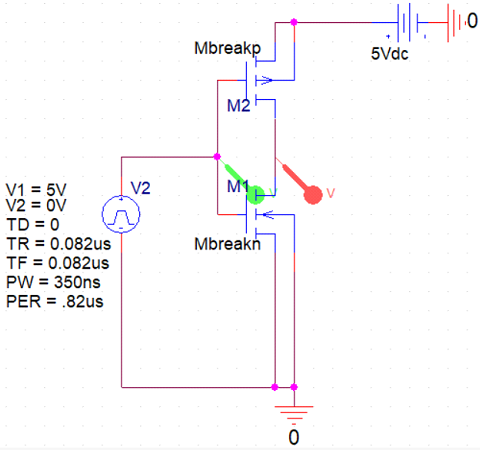 0
5Vdc
Mbreakp
M2
M1
V
V
V2
Mbreakn
V1 = 5V
V2 = 0V
TD = 0
TR = 0.082us
TF = 0.082us
PW = 350ns
PER = .82us
0